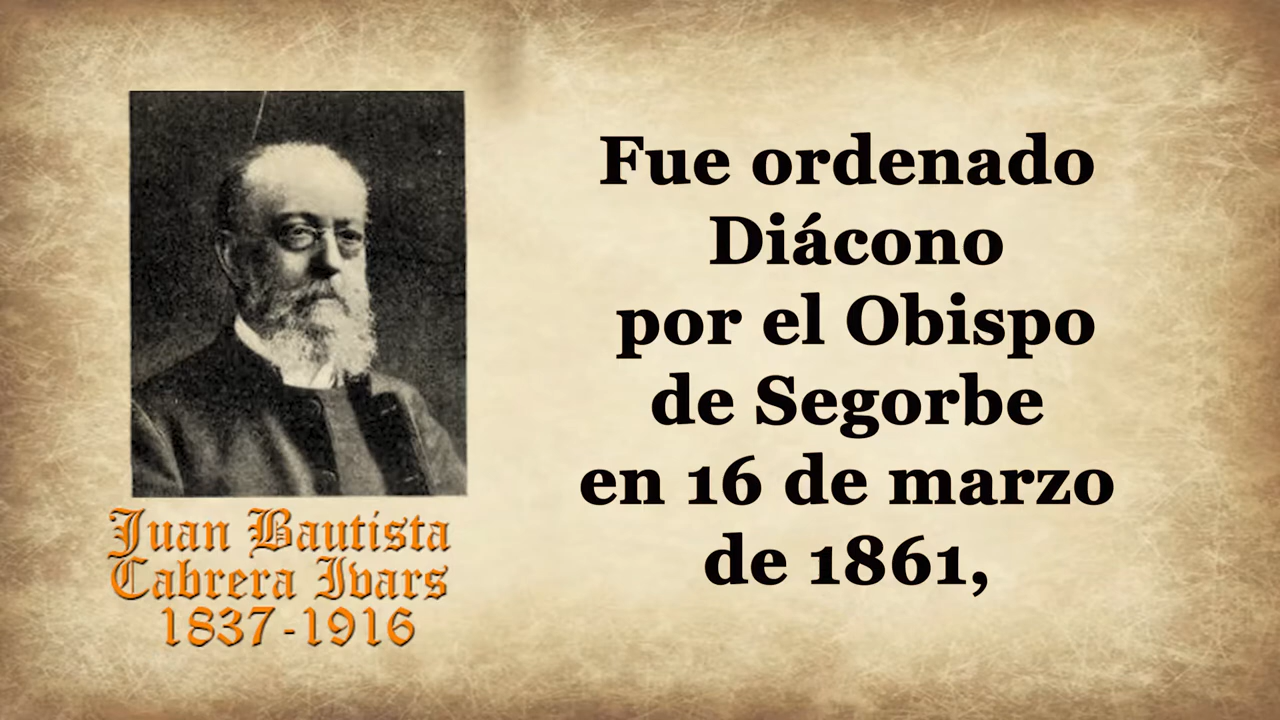 Fue ordenado
Diácono
por el Obispo
de Segorbe
en 16 de marzo
de 1861,
Juan Bautista
Cabrera Ivars
1837-1916